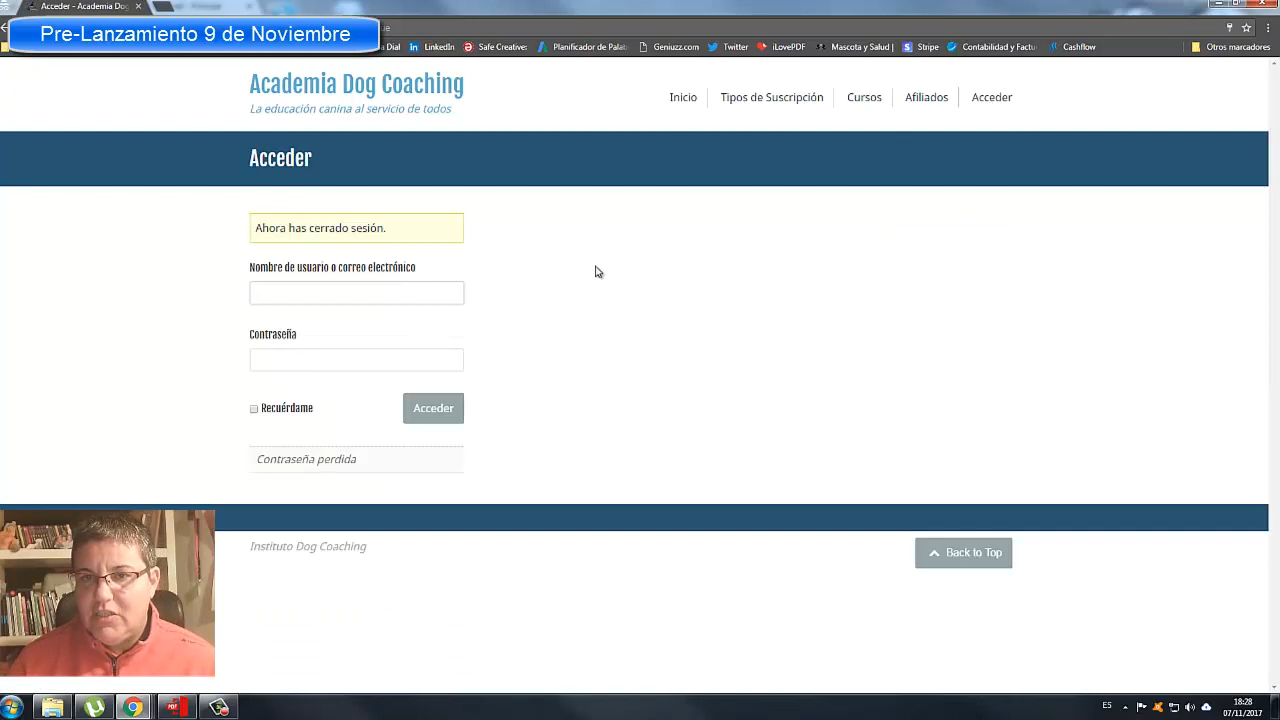 Acceder - Academia Dog
Pre-Lanzamiento 9 de Noviembre
Dial
LinkedIn
Safe Creative:
Planificador de Palab
Geniuzz.com
Twitter
iLovePDF
Mascota y Salud |
Stripe
Contabilidad y Factu
Cashflow
Otros marcadores
Academia Dog Coaching
La educación canina al servicio de todos
Inicio
Tipos de Suscripción
Cursos
Afiliados
Acceder
Acceder
Ahora has cerrado sesión.
Nombre de usuario o correo electrónico
Contraseña
Recuérdame
Acceder
Contraseña perdida
Instituto Dog Coaching
Back to Top
PDF
ES
18:28
07/11/2017